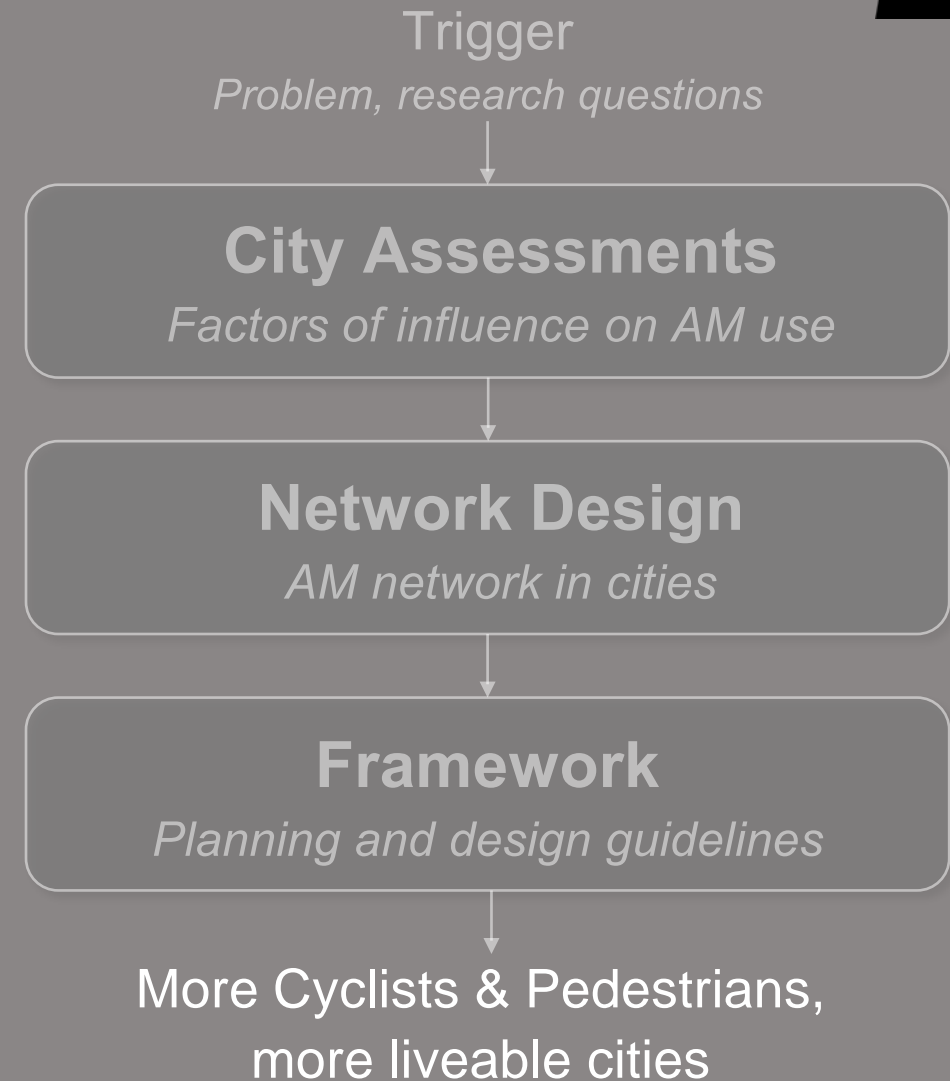 Trigger
Problem, research questions
City Assessments
Factors of influence on AM use
Network Design
AM network in cities
Framework
Planning and design guidelines
More Cyclists & Pedestrians,
more liveable cities